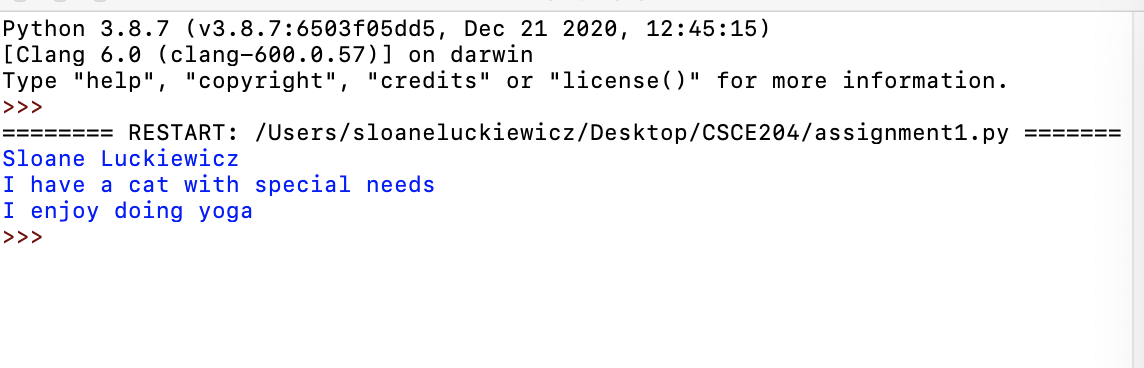 Python 3.8.7 (v3.8.7:6503f05dd5, Dec 21 2020, 12:45:15)
[Clang 6.0 (clang-600.0.57)] on darwin
Type "help", "copyright", "credits" or "license()" for more information.
>>>
======== RESTART: /Users/sloaneluckiewicz/Desktop/CSCE204/assignment1.py =======
Sloane Luckiewicz
I have a cat with special needs
I enjoy doing yoga
>>>